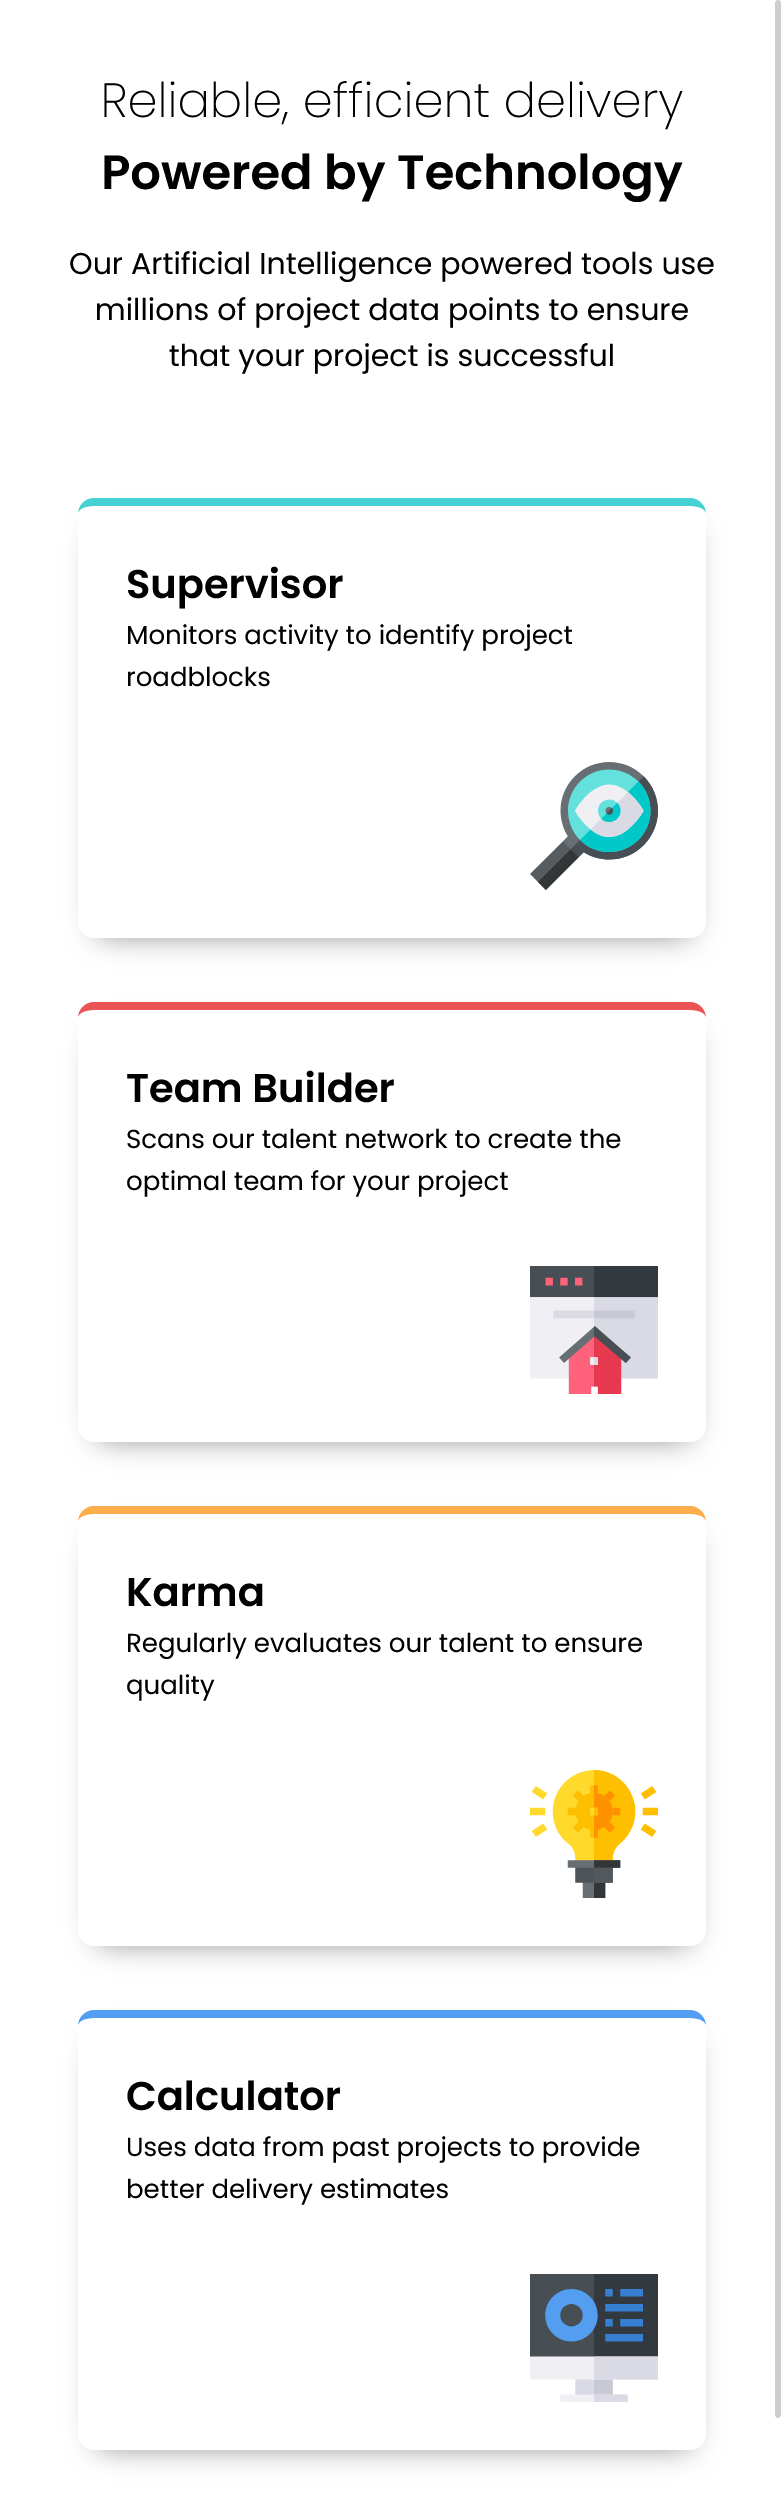 Reliable, efficient delivery
Powered by Technology
Our Artificial Intelligence powered tools use
millions of project data points to ensure
that your project is successful
Supervisor
Monitors activity to identify project
roadblocks
Team Builder
Scans our talent network to create the
optimal team for your project
Karma
Regularly evaluates our talent to ensure
quality
Calculator
Uses data from past projects to provide
better delivery estimates